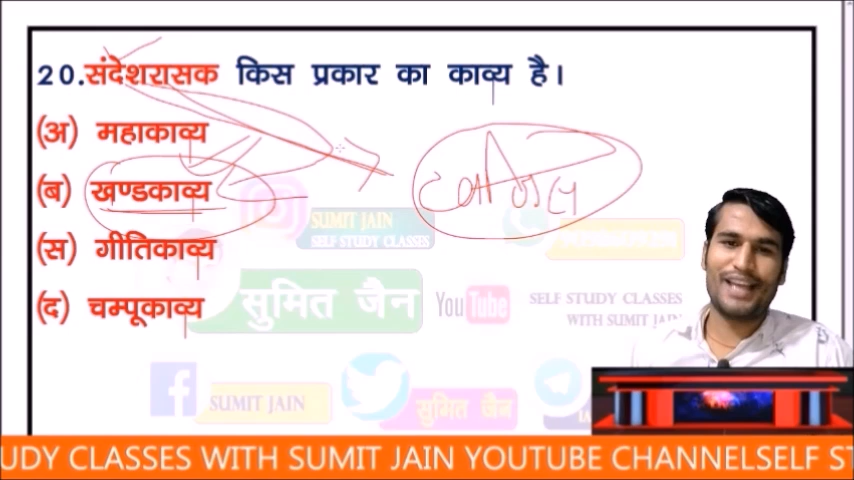 20.संदेशरासक किस प्रकार का काव्य है।
(अ) महाकाव्य
(ब) खण्डकाव्य
(स) गीतिकाव्य
(द) चम्पूकाव्य
SUMIT JAIN
SELF STUDY CLASSES
सुमित जैन
YouTube
SELF STUDY CLASSES
WITH SUMIT JAIN
SUMIT JAIN
सुमित जैन
UDY CLASSES WITH SUMIT JAIN YOUTUBE CHANNELSELF ST